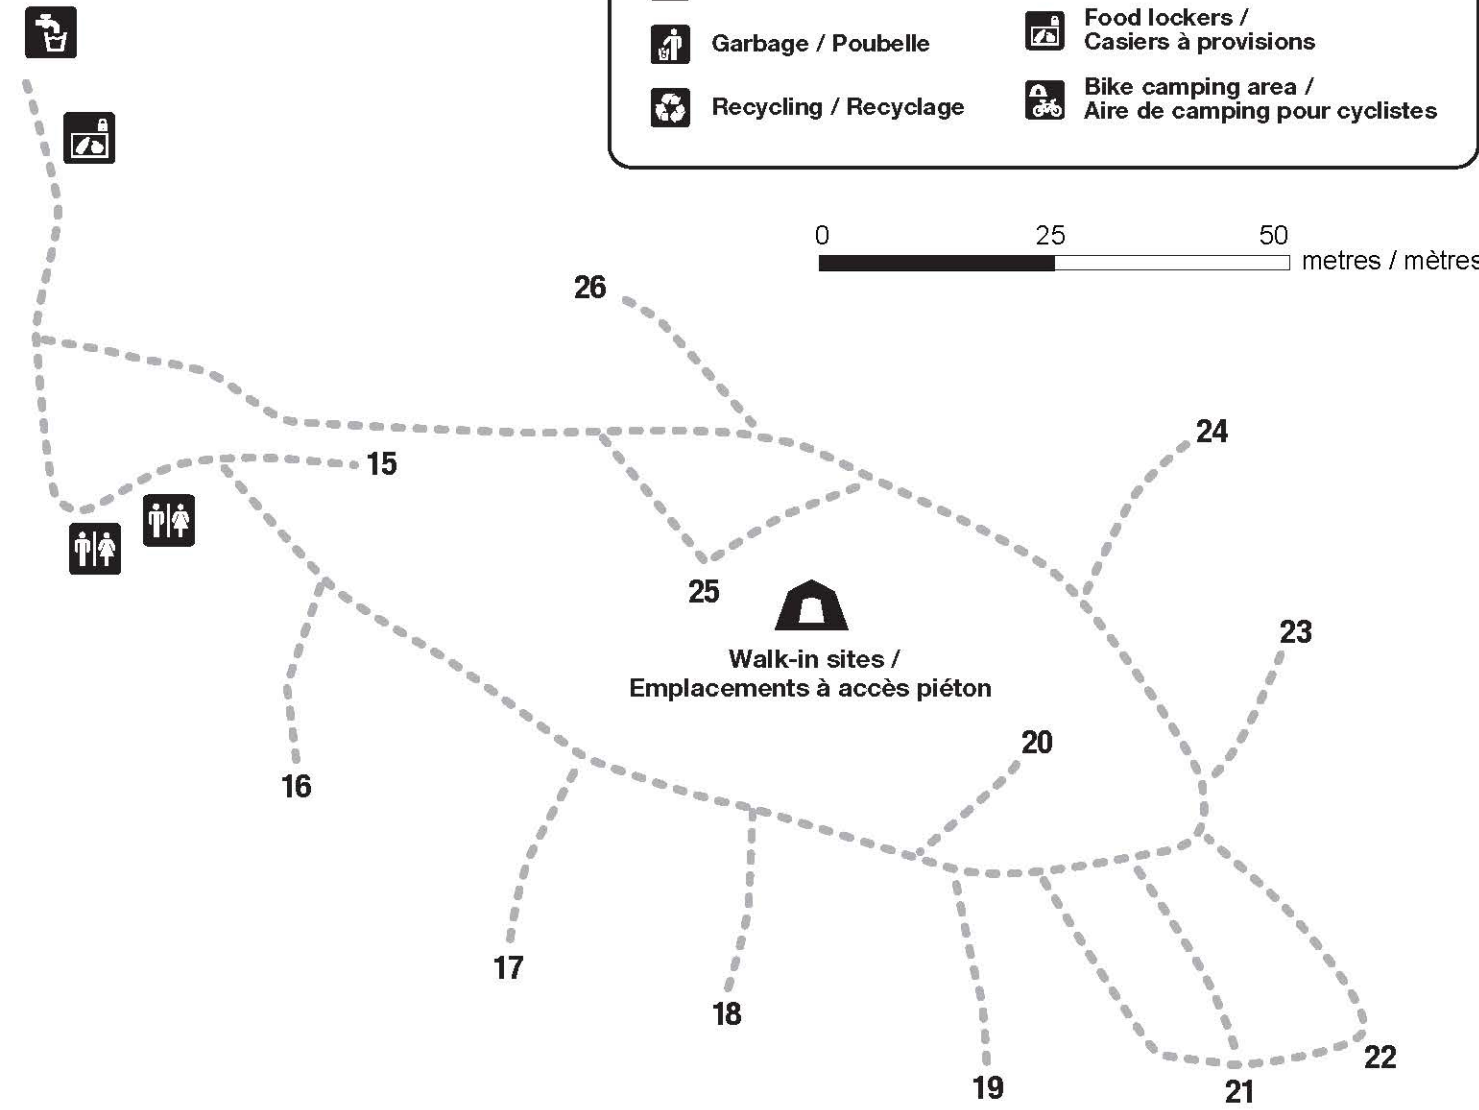 Garbage / Poubelle
Recycling / Recyclage
Food lockers /
Casiers à provisions
Bike camping area /
Aire de camping pour cyclistes
0 25 50
metres / mètres
26
24
15
25
23
Walk-in sites /
Emplacements à accès piéton
20
16
17
18
22
19
21